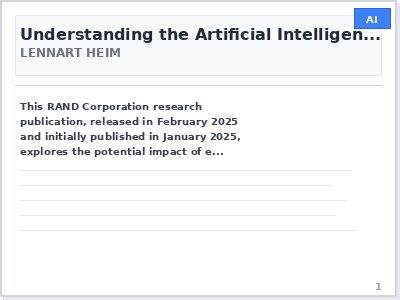 AI
Understanding the Artificial Intelligen...
LENNART HEIM
This RAND Corporation research
publication, released in February 2025
and initially published in January 2025,
explores the potential impact of e...
1